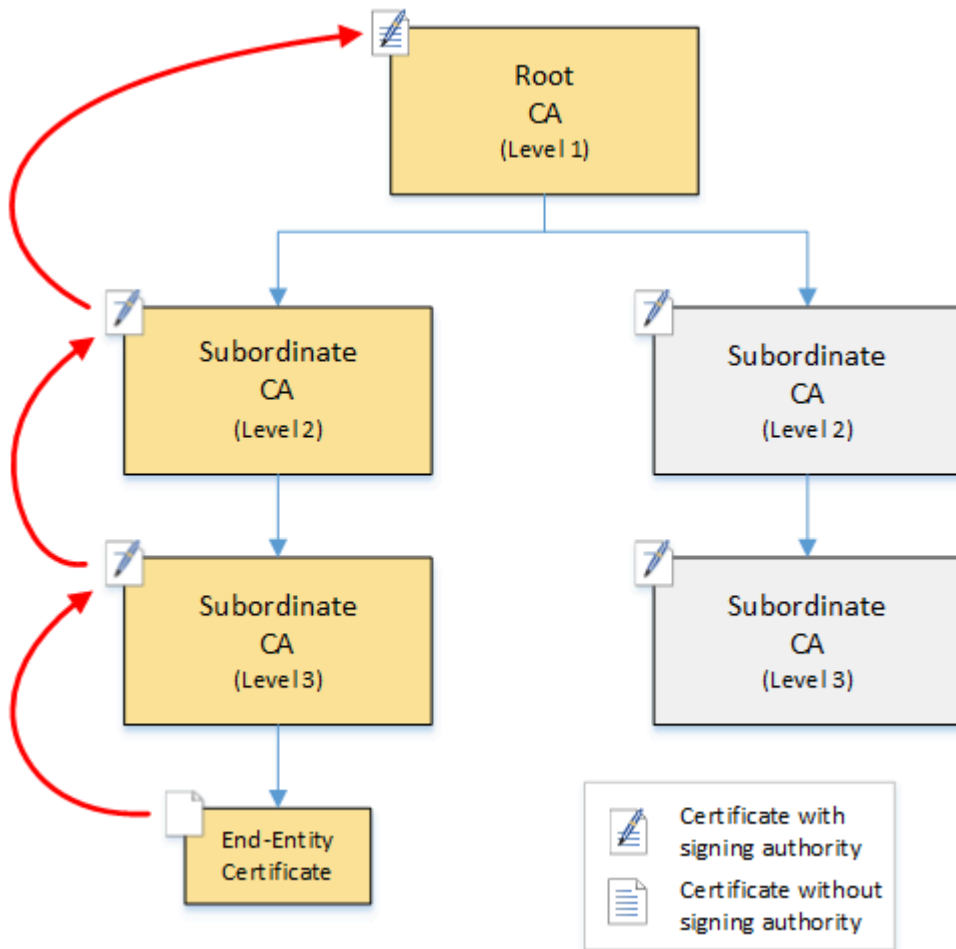 Root
CA
(Level 1)
Subordinate
CA
(Level 2)
Subordinate
CA
(Level 2)
Subordinate
CA
(Level 3)
Subordinate
CA
(Level 3)
End-Entity
Certificate
Certificate with
signing authority
Certificate without
signing authority